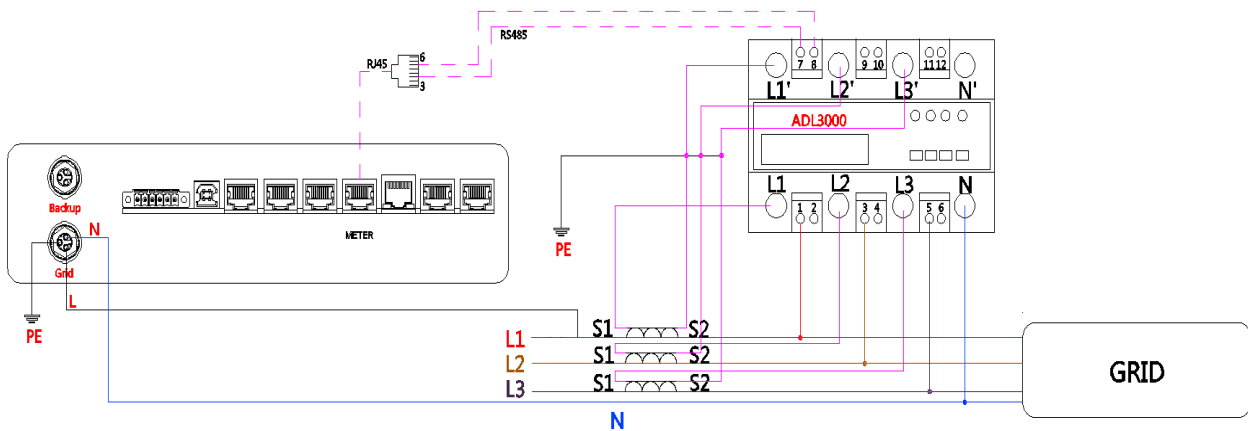 RS485
RJ45
6
3
7 8 9 10 11 12
L1' L2' L3' N'
ADL3000
L1 L2 L3 N
1 2 3 4 5 6
PE
Backup
Grid
N
L
METER
PE
L1 S1 S2
L2 S1 S2
L3 S1 S2
N
GRID